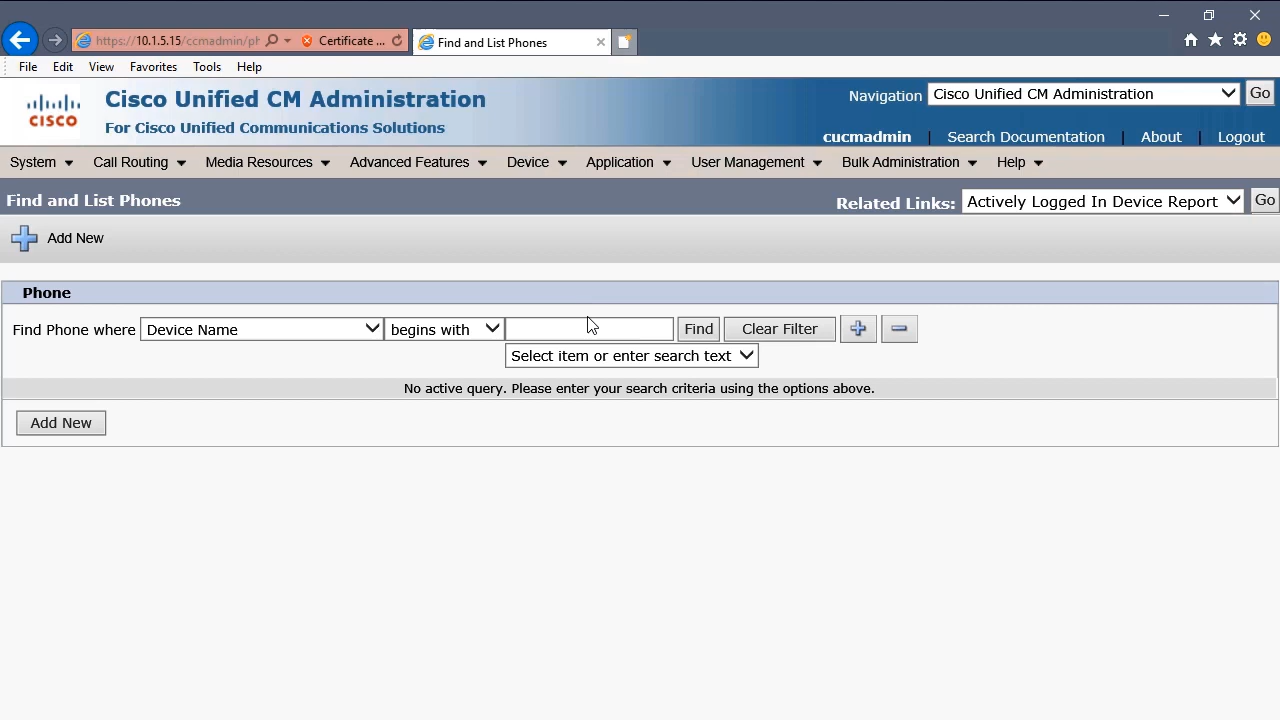 https://10.1.5.15/ccmadmin/ph
Certificate ...
Find and List Phones
File Edit View Favorites Tools Help
CISCO
Cisco Unified CM Administration
For Cisco Unified Communications Solutions
Navigation Cisco Unified CM Administration Go
cucmadmin | Search Documentation | About | Logout
System Call Routing Media Resources Advanced Features Device Application User Management Bulk Administration Help
Find and List Phones
Related Links: Actively Logged In Device Report Go
Add New
Phone
Find Phone where Device Name begins with Find Clear Filter
Select item or enter search text
No active query. Please enter your search criteria using the options above.
Add New